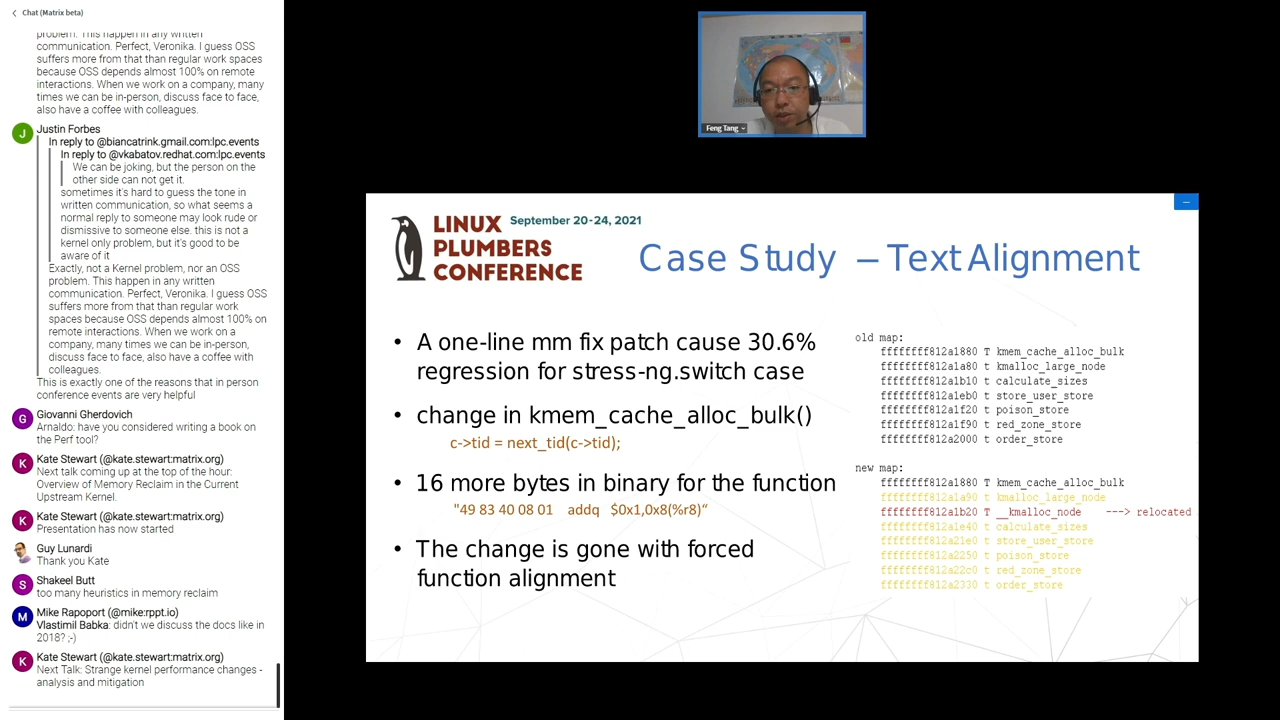 Chat (Matrix beta)
problem. This happen in any written
communication. Perfect, Veronika. I guess OSS
suffers more from that than regular work spaces
because OSS depends almost 100% on remote
interactions. When we work on a company, many
times we can be in-person, discuss face to face,
also have a coffee with colleagues.
J
Justin Forbes
In reply to @biancatrink.gmail.com:lpc.events
In reply to @vkabatov.redhat.com:lpc.events
We can be joking, but the person on the
other side can not get it.
sometimes it's hard to guess the tone in
written communication, so what seems a
normal reply to someone may look rude or
dismissive to someone else. this is not a
kernel only problem, but it's good to be
aware of it
Exactly, not a Kernel problem, nor an OSS
problem. This happen in any written
communication. Perfect, Veronika. I guess OSS
suffers more from that than regular work
spaces because OSS depends almost 100% on
remote interactions. When we work on a
company, many times we can be in-person,
discuss face to face, also have a coffee with
colleagues.
This is exactly one of the reasons that in person
conference events are very helpful
G
Giovanni Gherdovich
Arnaldo: have you considered writing a book on
the Perf tool?
K
Kate Stewart (@kate.stewart:matrix.org)
Next talk coming up at the top of the hour:
Overview of Memory Reclaim in the Current
Upstream Kernel.
K
Kate Stewart (@kate.stewart:matrix.org)
Presentation has now started
Guy Lunardi
Thank you Kate
S
Shakeel Butt
too many heuristics in memory reclaim
M
Mike Rapoport (@mike:rppt.io)
Vlastimil Babka: didn't we discuss the docs like in
2018? ;-)
K
Kate Stewart (@kate.stewart:matrix.org)
Next Talk: Strange kernel performance changes -
analysis and mitigation
Feng Tang
LINUX September 20-24, 2021
PLUMBERS
CONFERENCE
Case Study – Text Alignment
• A one-line mm fix patch cause 30.6%
regression for stress-ng.switch case
• change in kmem_cache_alloc_bulk()
c->tid = next_tid(c->tid);
• 16 more bytes in binary for the function
"49 83 40 08 01 addq $0x1,0x8(%r8)“
• The change is gone with forced
function alignment
old map:
ffffffff812a1880 T kmem_cache_alloc_bulk
ffffffff812a1a80 t kmalloc_large_node
ffffffff812a1b10 t calculate_sizes
ffffffff812a1eb0 t store_user_store
ffffffff812a1f20 t poison_store
ffffffff812a1f90 t red_zone_store
ffffffff812a2000 t order_store
new map:
ffffffff812a1880 T kmem_cache_alloc_bulk
ffffffff812a1a90 t kmalloc_large_node
ffffffff812a1b20 T __kmalloc_node ---> relocated
ffffffff812a1e40 t calculate_sizes
ffffffff812a21e0 t store_user_store
ffffffff812a2250 t poison_store
ffffffff812a22c0 t red_zone_store
ffffffff812a2330 t order_store